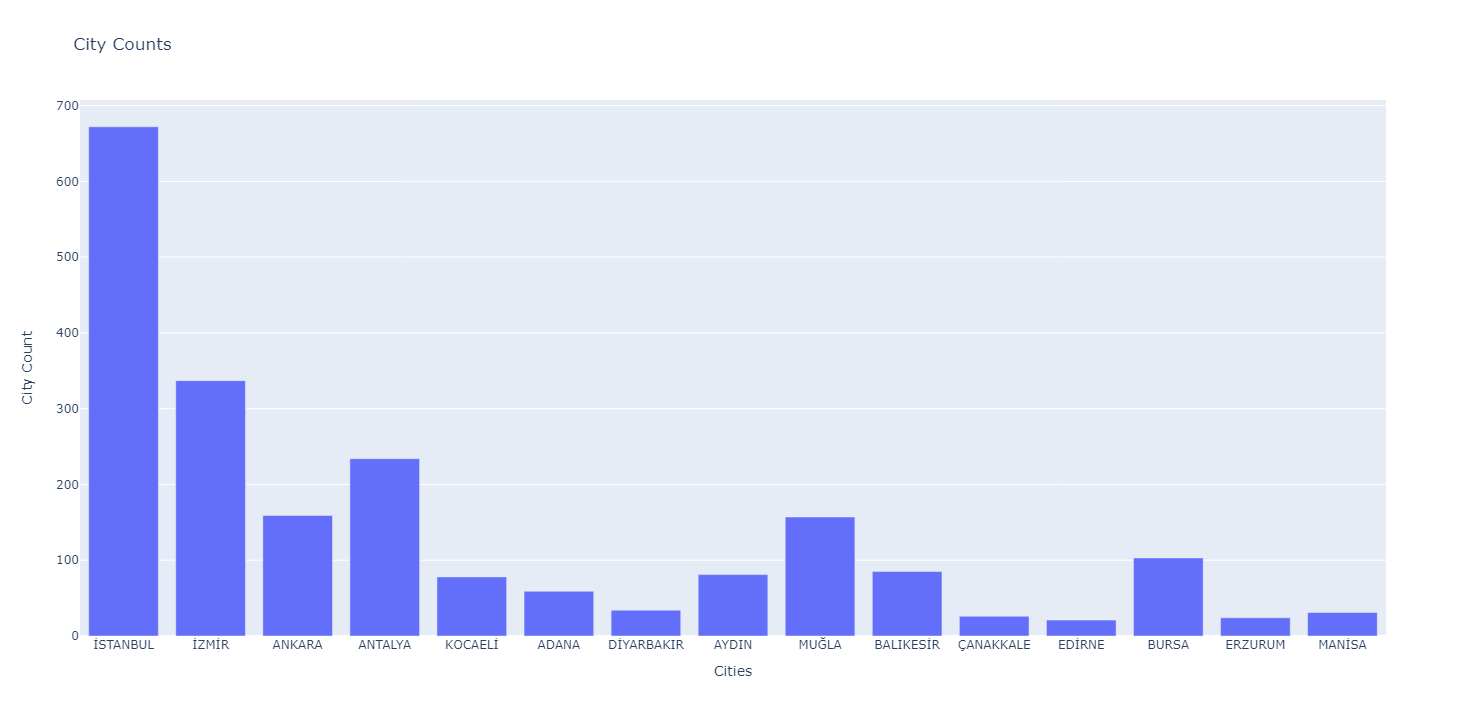 City Counts
700
600
500
400
300
200
100
0
City Count
İSTANBUL İZMİR ANKARA ANTALYA KOCAELİ ADANA DİYARBAKIR AYDIN MUĞLA BALIKESİR ÇANAKKALE EDİRNE BURSA ERZURUM MANİSA
Cities